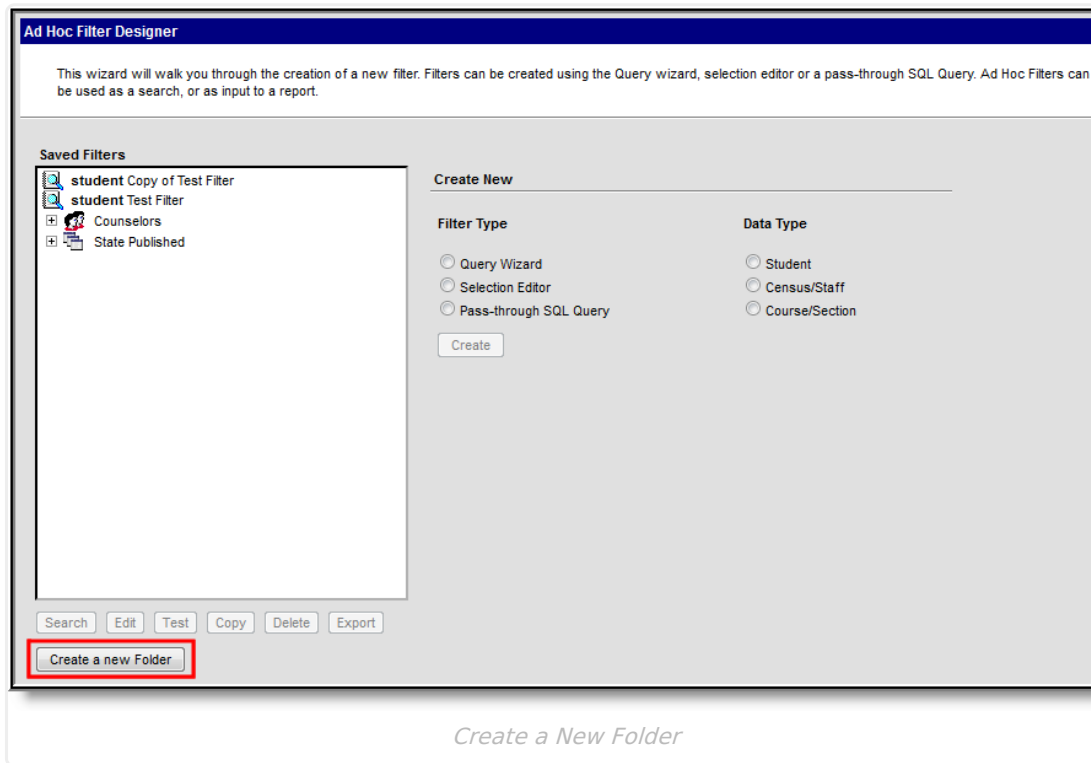 Ad Hoc Filter Designer
This wizard will walk you through the creation of a new filter. Filters can be created using the Query wizard, selection editor or a pass-through SQL Query. Ad Hoc Filters can
be used as a search, or as input to a report.
Saved Filters
student Copy of Test Filter
student Test Filter
Counselors
State Published
Create New
Filter Type
Data Type
Query Wizard
Student
Selection Editor
Census/Staff
Pass-through SQL Query
Course/Section
Create
Search Edit Test Copy Delete Export
Create a new Folder
Create a New Folder